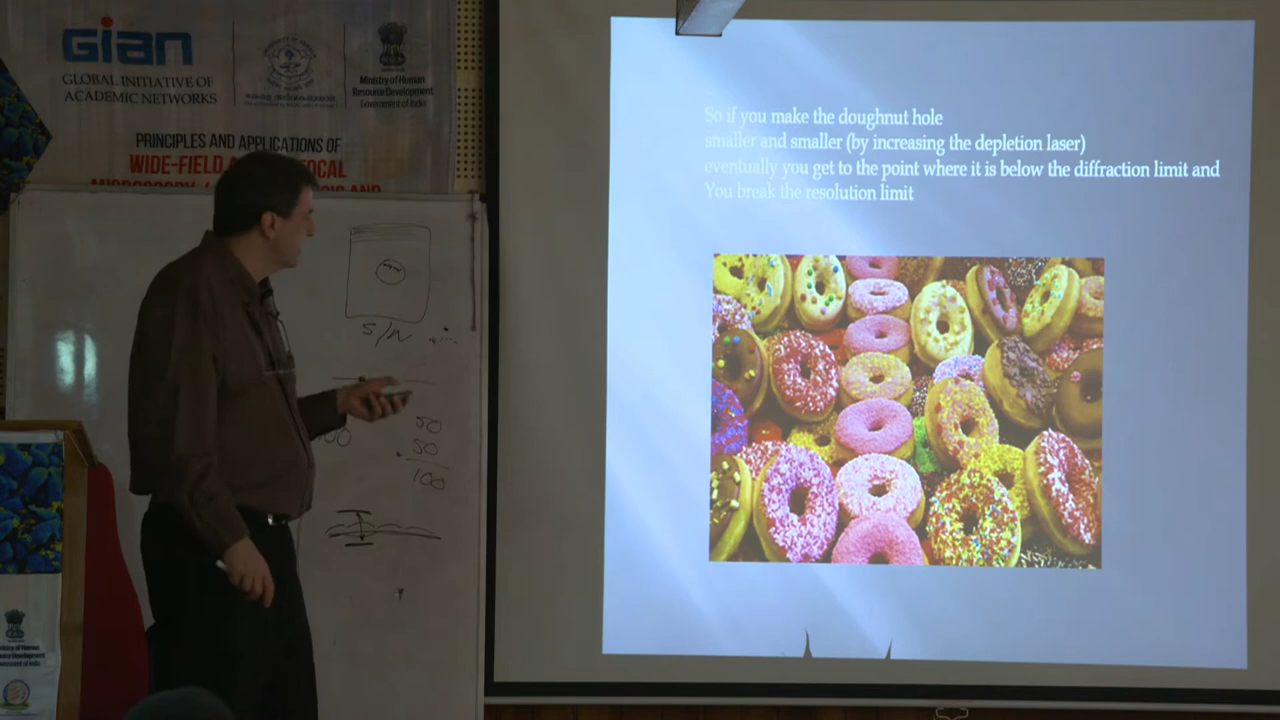 GIAN
GLOBAL INITIATIVE OF
ACADEMIC NETWORKS
Ministry of Human
Resource Development
Government of India
PRINCIPLES AND APPLICATIONS OF
WIDE-FIELD
S/N
50
50
100
So if you make the doughnut hole
smaller and smaller (by increasing the depletion laser)
eventually you get to the point where it is below the diffraction limit and
You break the resolution limit